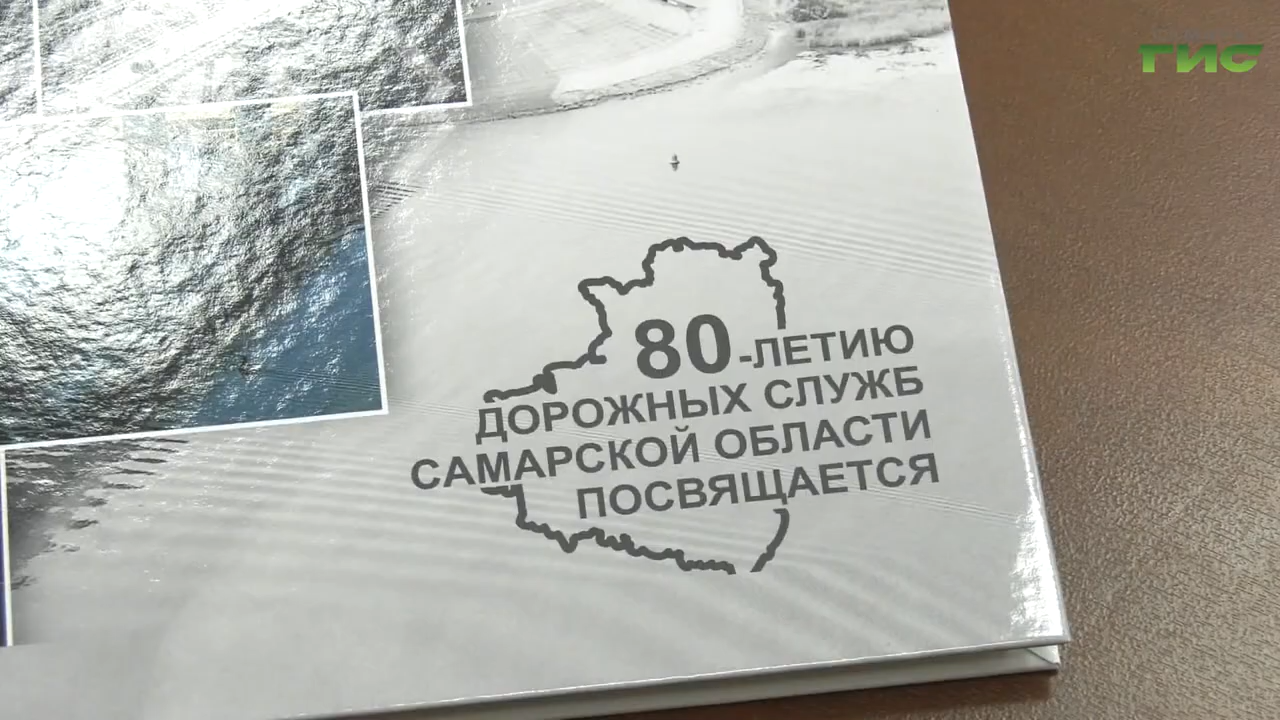 ГИС
80-ЛЕТИЮ
ДОРОЖНЫХ СЛУЖБ
САМАРСКОЙ ОБЛАСТИ
ПОСВЯЩАЕТСЯ